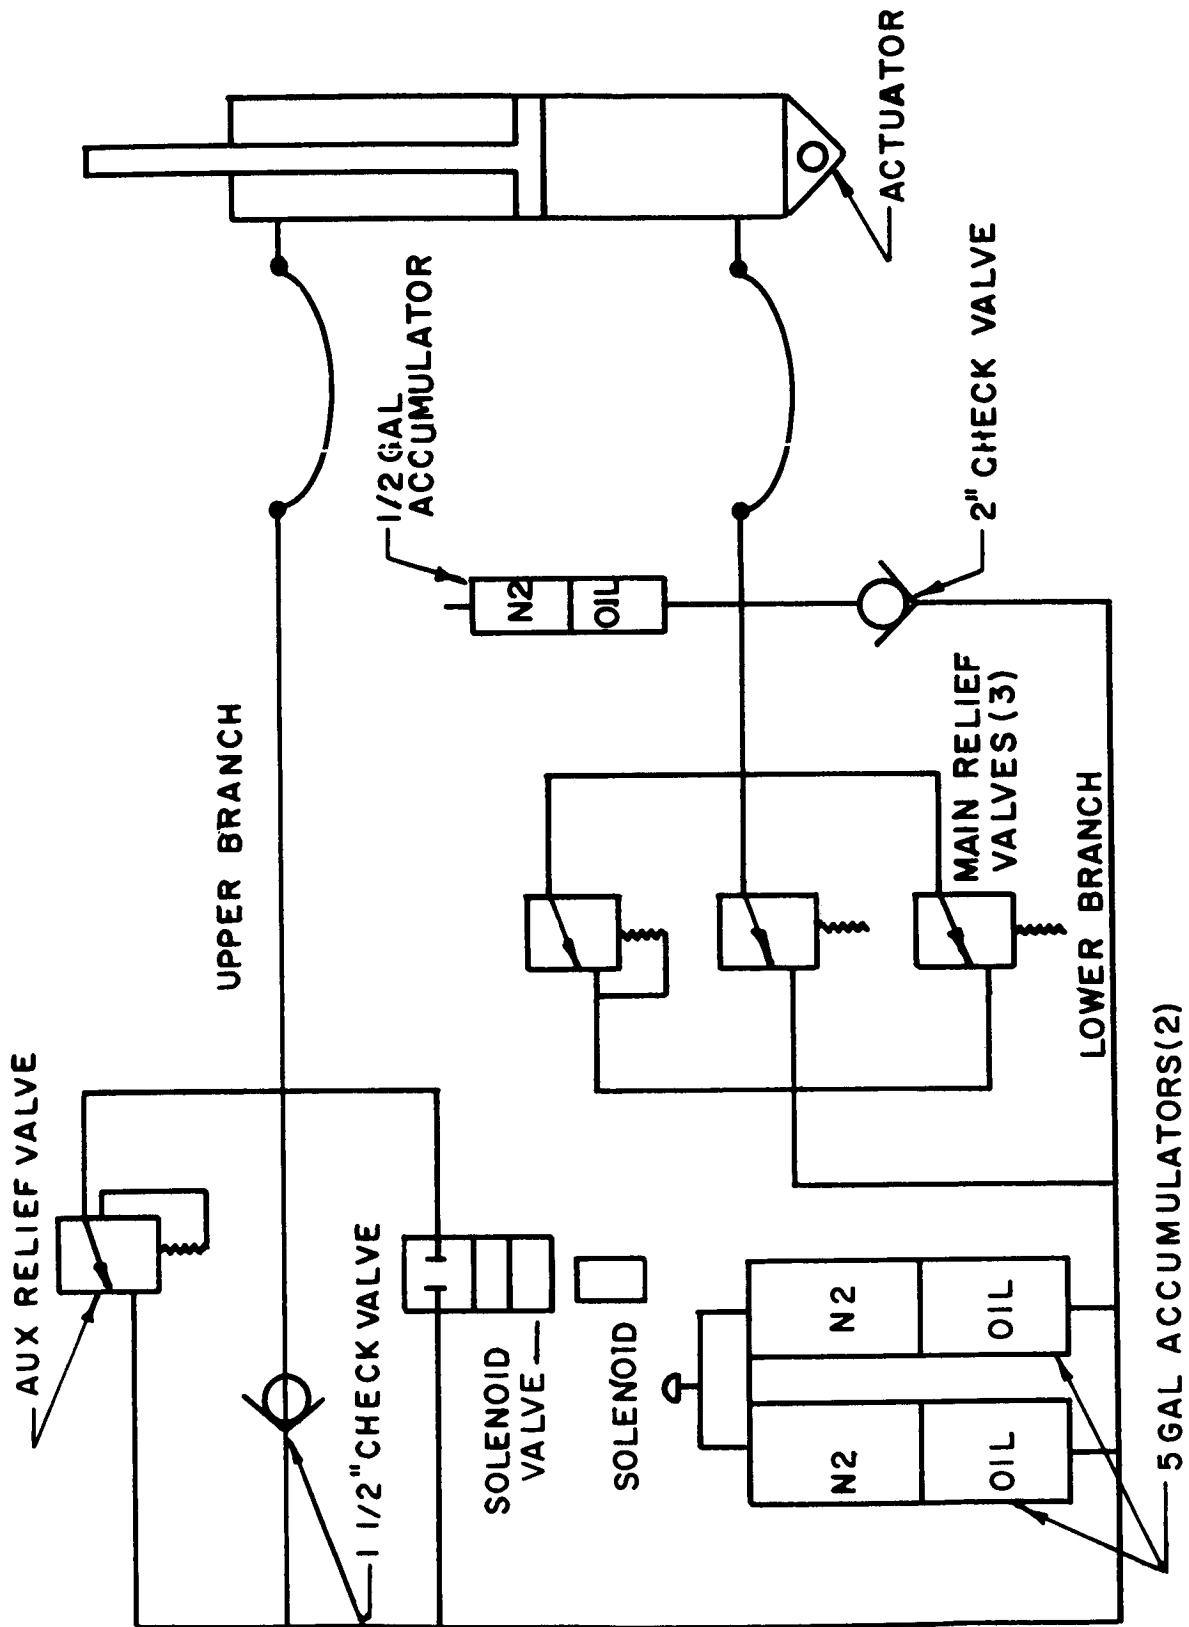 ACTUATOR
1/2 GAL
ACCUMULATOR
2" CHECK VALVE
N2
OIL
UPPER BRANCH
MAIN RELIEF
VALVES(3)
LOWER BRANCH
AUX RELIEF VALVE
1 1/2" CHECK VALVE
SOLENOID
VALVE
SOLENOID
N2
OIL
N2
OIL
5 GAL ACCUMULATORS(2)